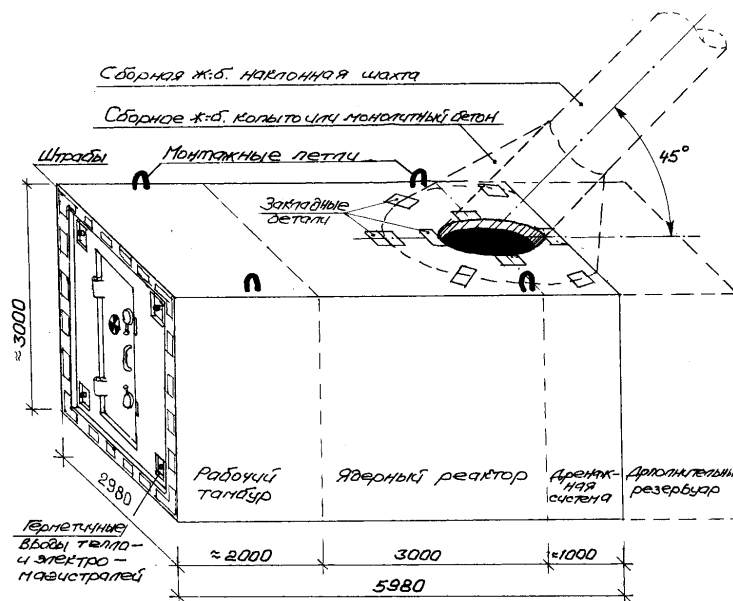 Сборная ж.б. наклонная шахта
Сборное ж.б. копыто или монолитный бетон
45°
Штрабы
Монтажные петли
Закладные
детали
≈3000
2980
Рабочий
тамбур
Ядерный реактор
Дренаж-
ная
система
Дополнительный
резервуар
Герметичные
вводы тепло-
и электро-
магистралей
≈2000
3000
≈1000
5980